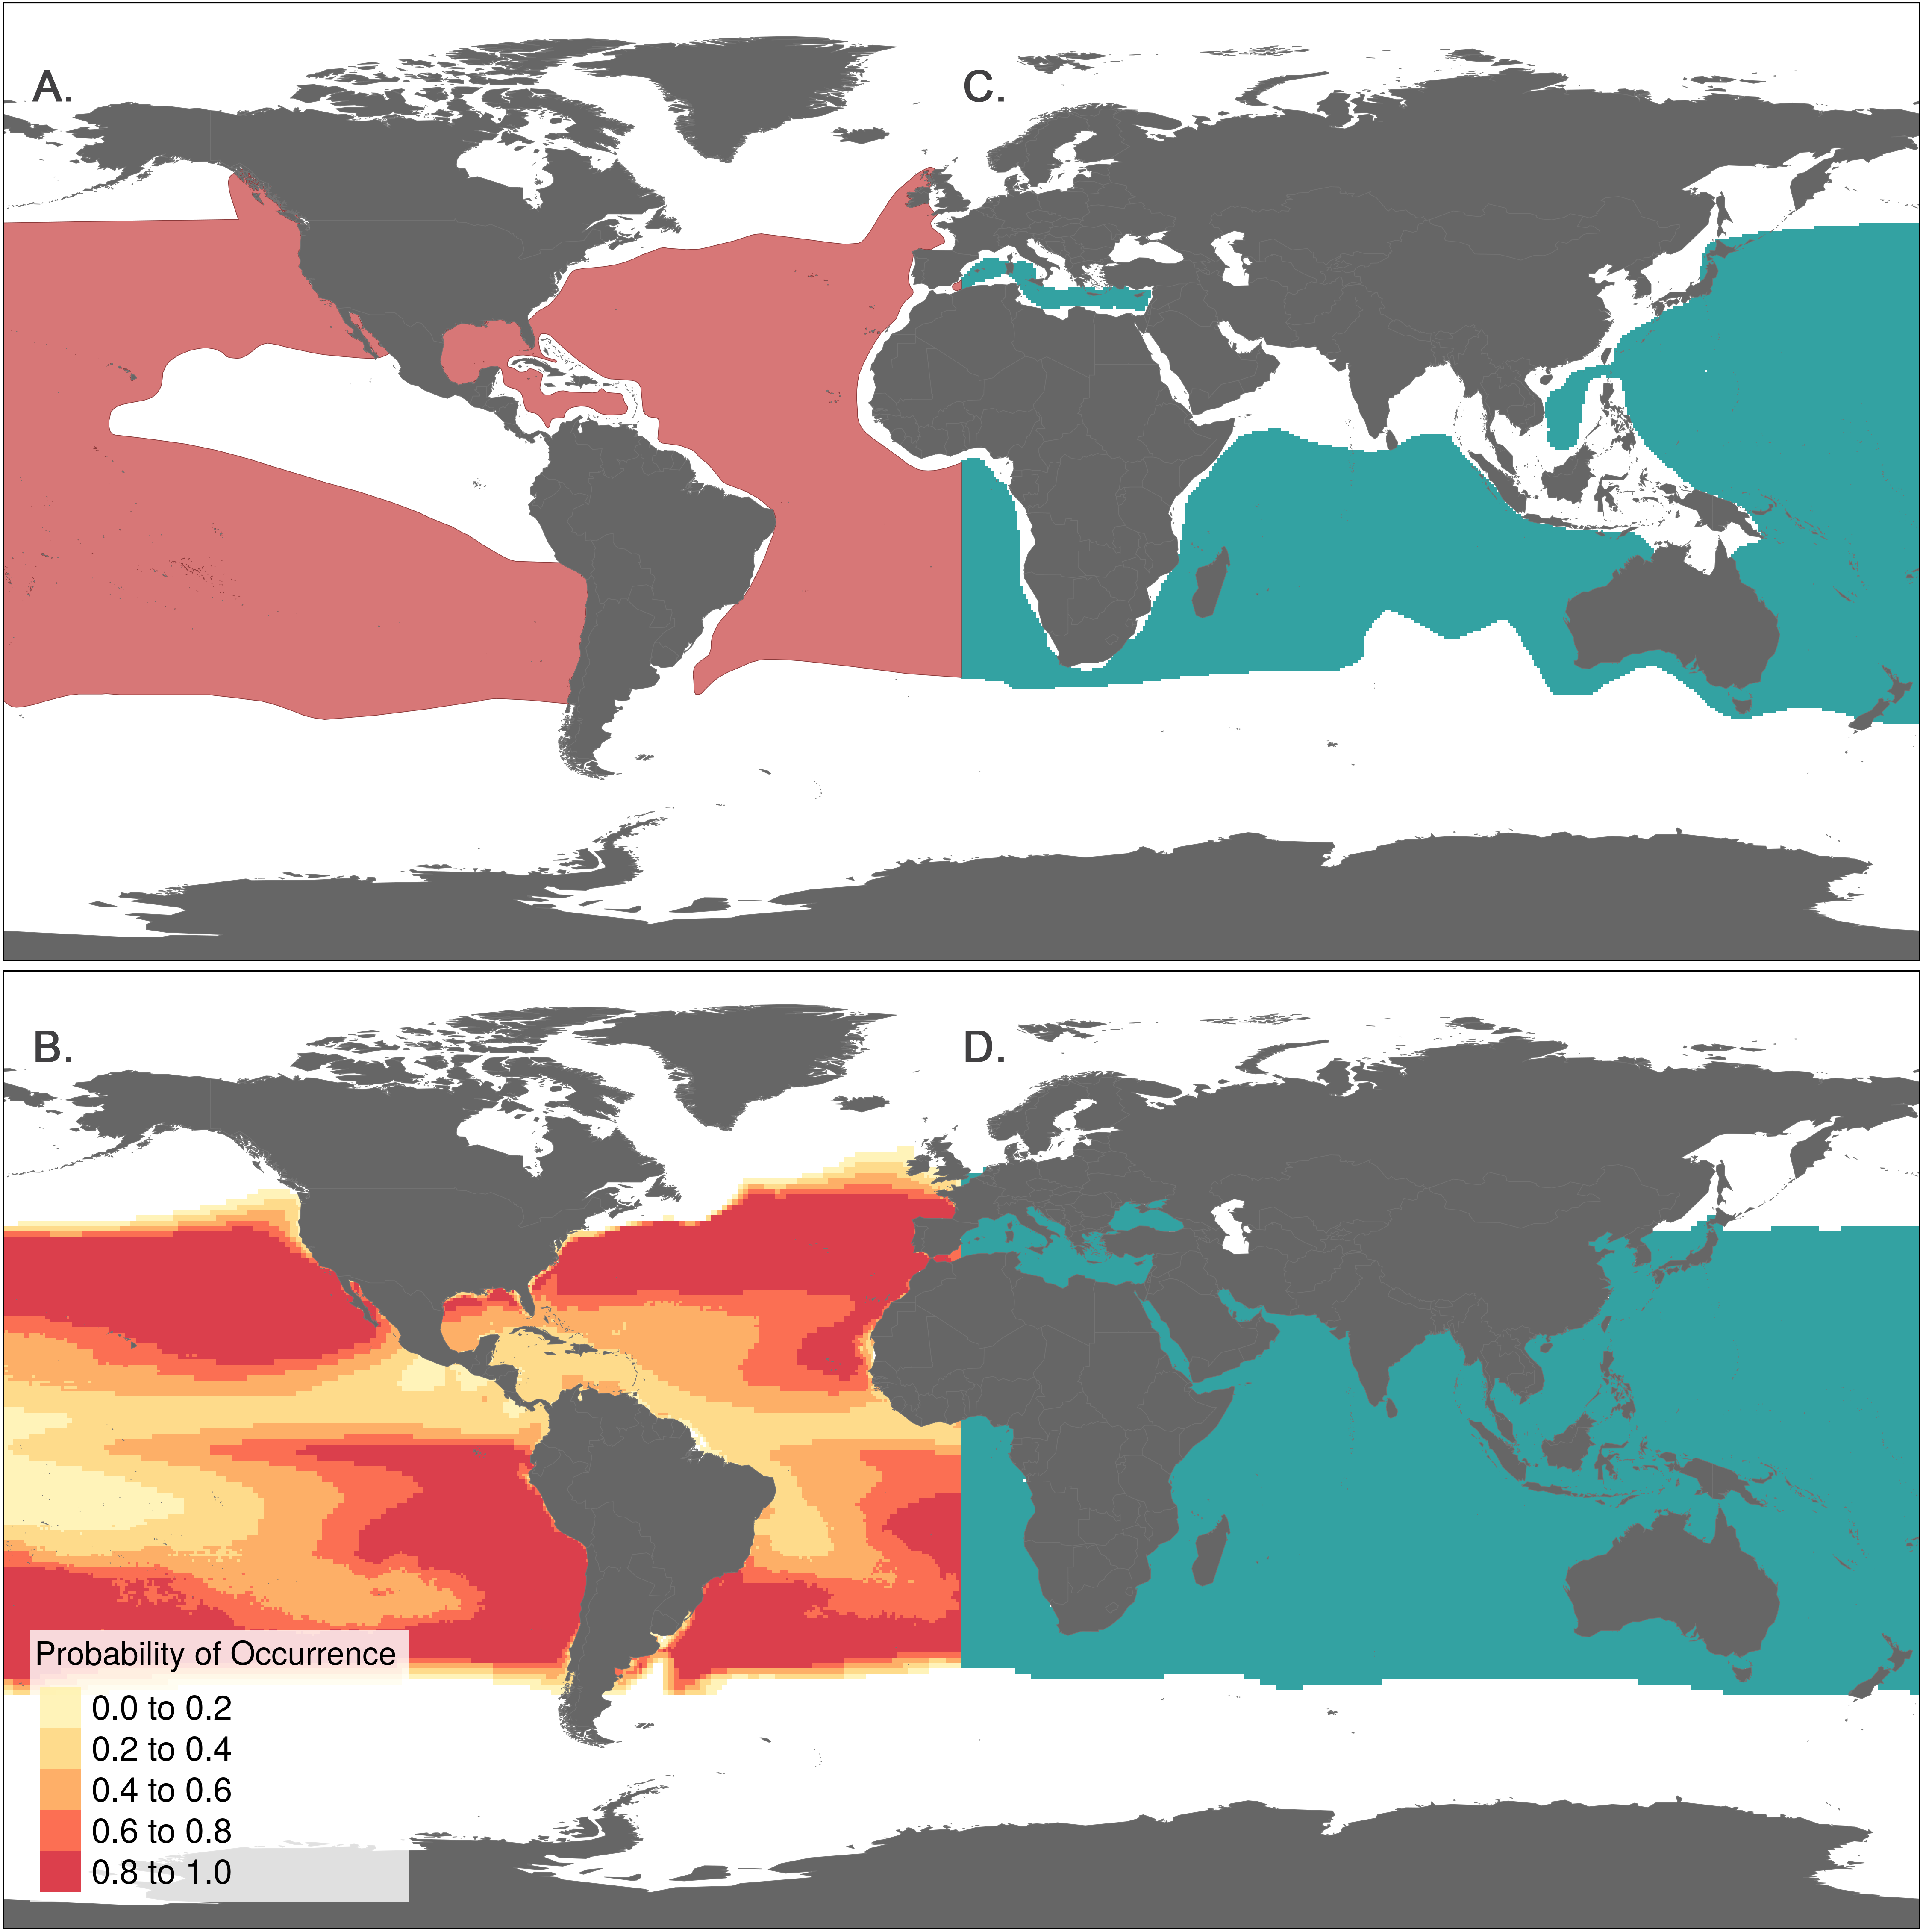 A.
C.
B.
D.
Probability of Occurrence
0.0 to 0.2
0.2 to 0.4
0.4 to 0.6
0.6 to 0.8
0.8 to 1.0